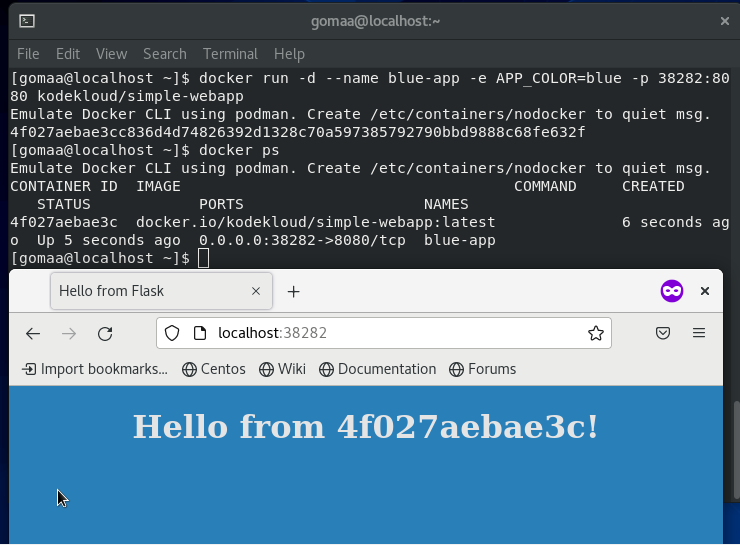 gomaa@localhost:~
File Edit View Search Terminal Help
[gomaa@localhost ~]$ docker run -d --name blue-app -e APP_COLOR=blue -p 38282:80
80 kodekloud/simple-webapp
Emulate Docker CLI using podman. Create /etc/containers/nodocker to quiet msg.
4f027aebae3cc836d4d74826392d1328c70a597385792790bbd9888c68fe632f
[gomaa@localhost ~]$ docker ps
Emulate Docker CLI using podman. Create /etc/containers/nodocker to quiet msg.
CONTAINER ID  IMAGE                                     COMMAND     CREATED
   STATUS            PORTS                    NAMES
4f027aebae3c  docker.io/kodekloud/simple-webapp:latest              6 seconds ag
o  Up 5 seconds ago  0.0.0.0:38282->8080/tcp  blue-app
[gomaa@localhost ~]$
Hello from Flask
localhost:38282
Import bookmarks... Centos Wiki Documentation Forums
Hello from 4f027aebae3c!